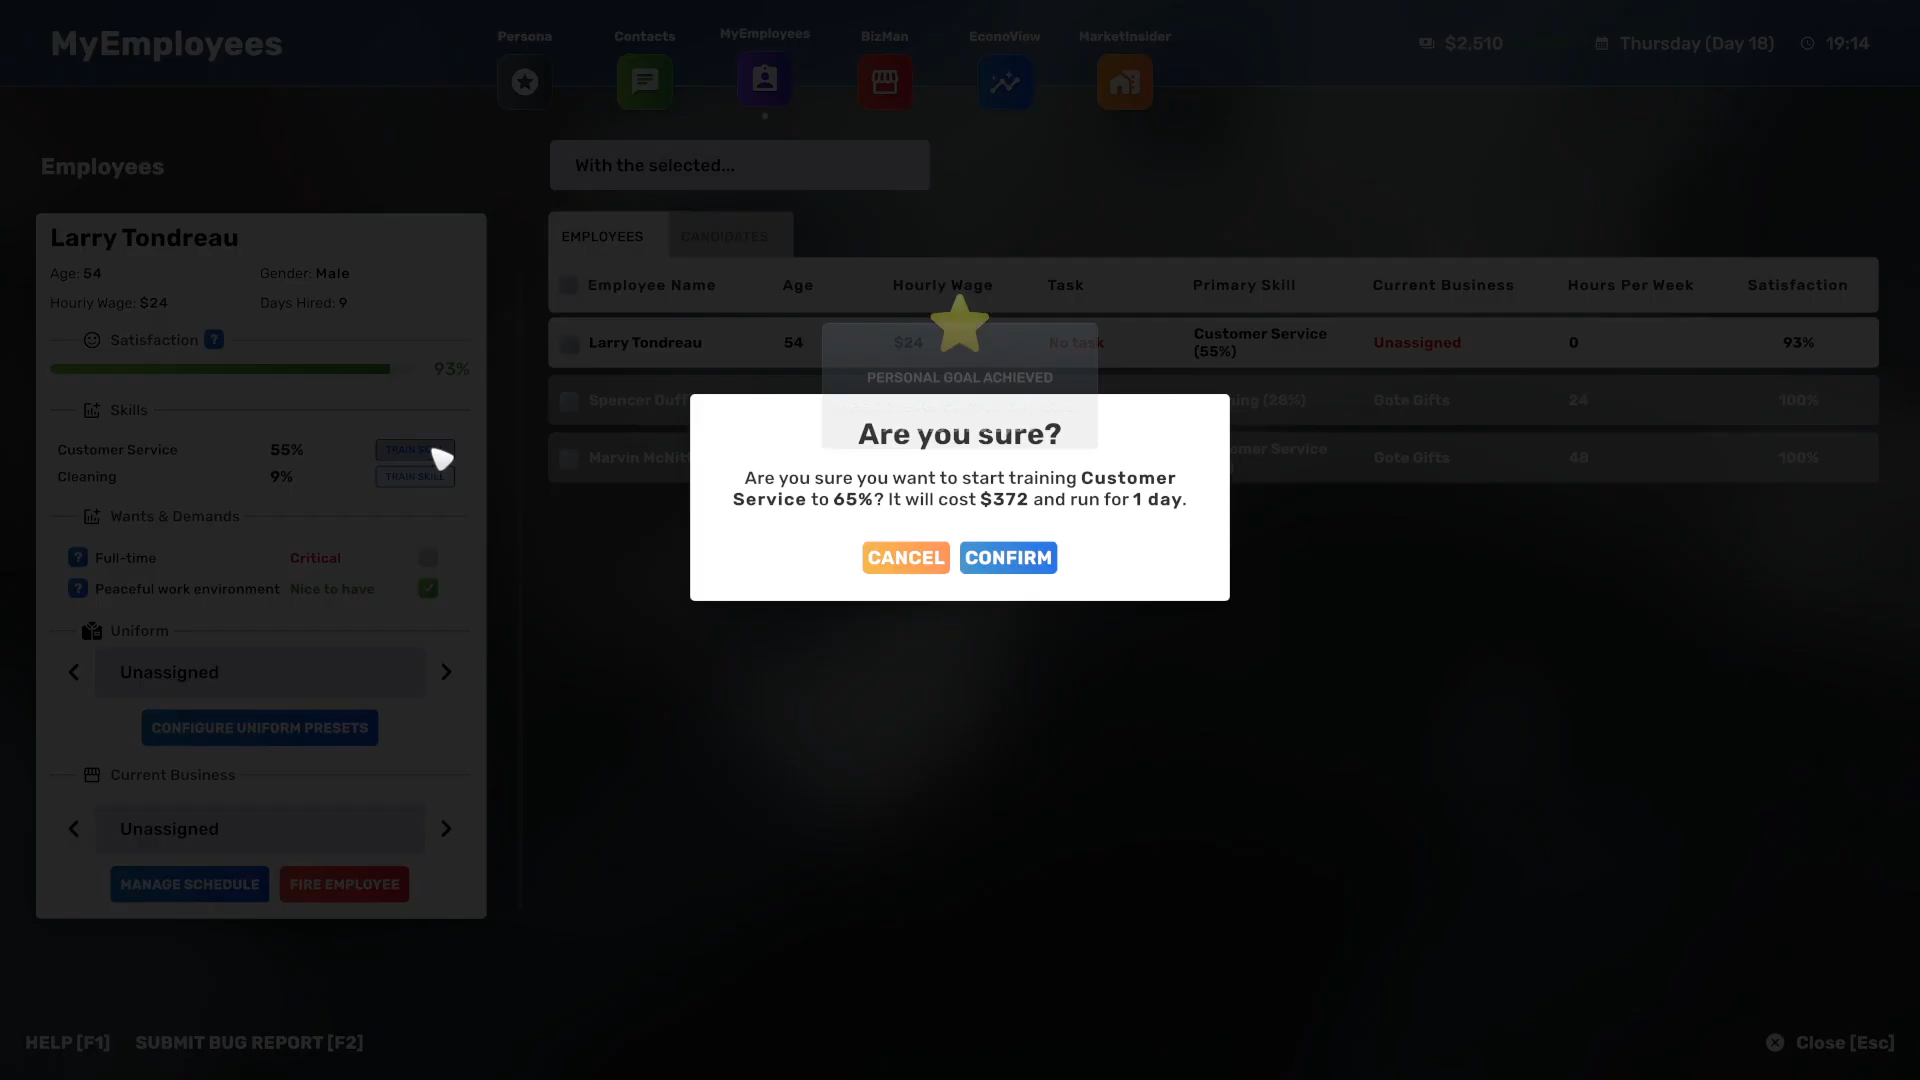 MyEmployees
Persona
Contacts
MyEmployees
BizMan
EconoView
MarketInsider
$2,510
Thursday (Day 18)
19:14
Employees
With the selected...
Larry Tondreau
Age: 54
Gender: Male
Hourly Wage: $24
Days Hired: 9
Satisfaction ?
93%
Skills
Customer Service 55% TRAIN
Cleaning 9% TRAIN SKILL
Wants & Demands
? Full-time Critical
? Peaceful work environment Nice to have
Uniform
Unassigned
CONFIGURE UNIFORM PRESETS
Current Business
Unassigned
MANAGE SCHEDULE
FIRE EMPLOYEE
EMPLOYEES
CANDIDATES
Employee Name Age Hourly Wage Task Primary Skill Current Business Hours Per Week Satisfaction
Larry Tondreau 54 $24 No task Customer Service (55%) Unassigned 0 93%
Spencer (28%) Gote Gifts 24 100%
Marvin Service Gote Gifts 48 100%
PERSONAL GOAL ACHIEVED
Are you sure?
Are you sure you want to start training Customer
Service to 65%? It will cost $372 and run for 1 day.
CANCEL
CONFIRM
HELP [F1]
SUBMIT BUG REPORT [F2]
Close [Esc]